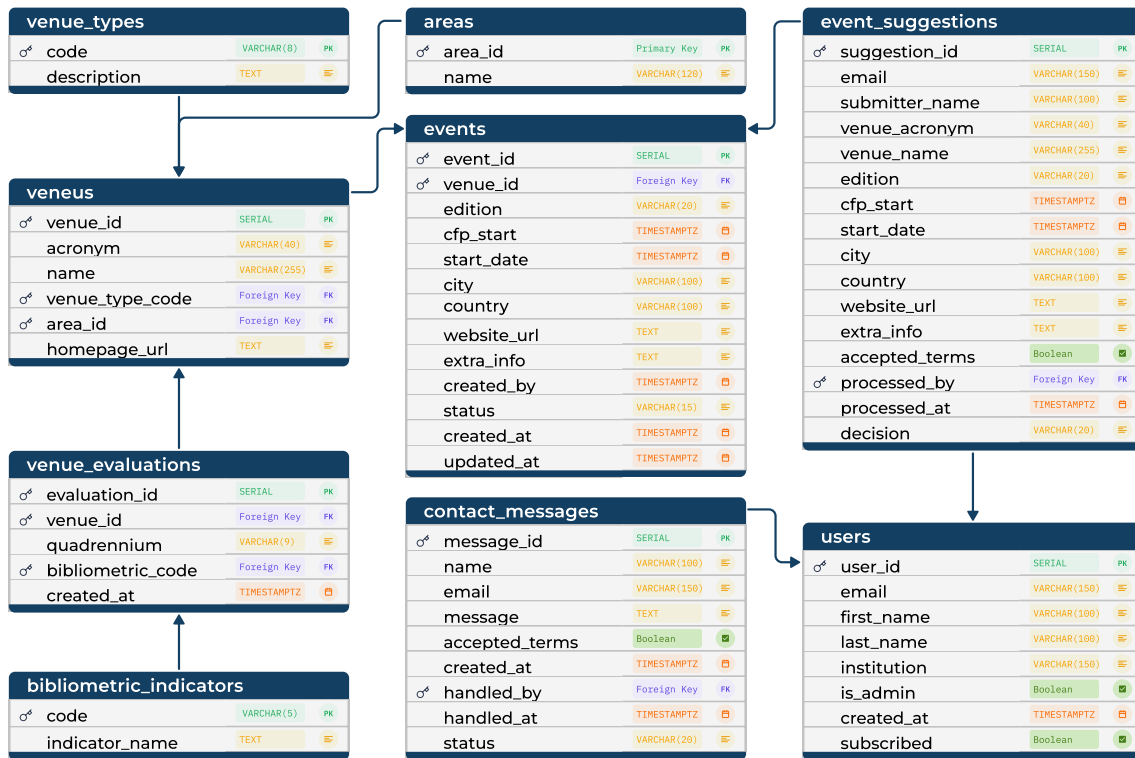 venue_types
code VARCHAR(8) PK
description TEXT
areas
area_id Primary Key PK
name VARCHAR(120)
event_suggestions
suggestion_id SERIAL PK
email VARCHAR(150)
submitter_name VARCHAR(100)
venue_acronym VARCHAR(40)
venue_name VARCHAR(255)
edition VARCHAR(20)
cfp_start TIMESTAMPTZ
start_date TIMESTAMPTZ
city VARCHAR(100)
country VARCHAR(100)
website_url TEXT
extra_info TEXT
accepted_terms Boolean
processed_by Foreign Key FK
processed_at TIMESTAMPTZ
decision VARCHAR(20)
events
event_id SERIAL PK
venue_id Foreign Key FK
edition VARCHAR(20)
cfp_start TIMESTAMPTZ
start_date TIMESTAMPTZ
city VARCHAR(100)
country VARCHAR(100)
website_url TEXT
extra_info TEXT
created_by TIMESTAMPTZ
status VARCHAR(15)
created_at TIMESTAMPTZ
updated_at TIMESTAMPTZ
veneus
venue_id SERIAL PK
acronym VARCHAR(40)
name VARCHAR(255)
venue_type_code Foreign Key FK
area_id Foreign Key FK
homepage_url TEXT
venue_evaluations
evaluation_id SERIAL PK
venue_id Foreign Key FK
quadrennium VARCHAR(9)
bibliometric_code Foreign Key FK
created_at TIMESTAMPTZ
contact_messages
message_id SERIAL PK
name VARCHAR(100)
email VARCHAR(150)
message TEXT
accepted_terms Boolean
created_at TIMESTAMPTZ
handled_by Foreign Key FK
handled_at TIMESTAMPTZ
status VARCHAR(20)
users
user_id SERIAL PK
email VARCHAR(150)
first_name VARCHAR(100)
last_name VARCHAR(100)
institution VARCHAR(150)
is_admin Boolean
created_at TIMESTAMPTZ
subscribed Boolean
bibliometric_indicators
code VARCHAR(5) PK
indicator_name TEXT